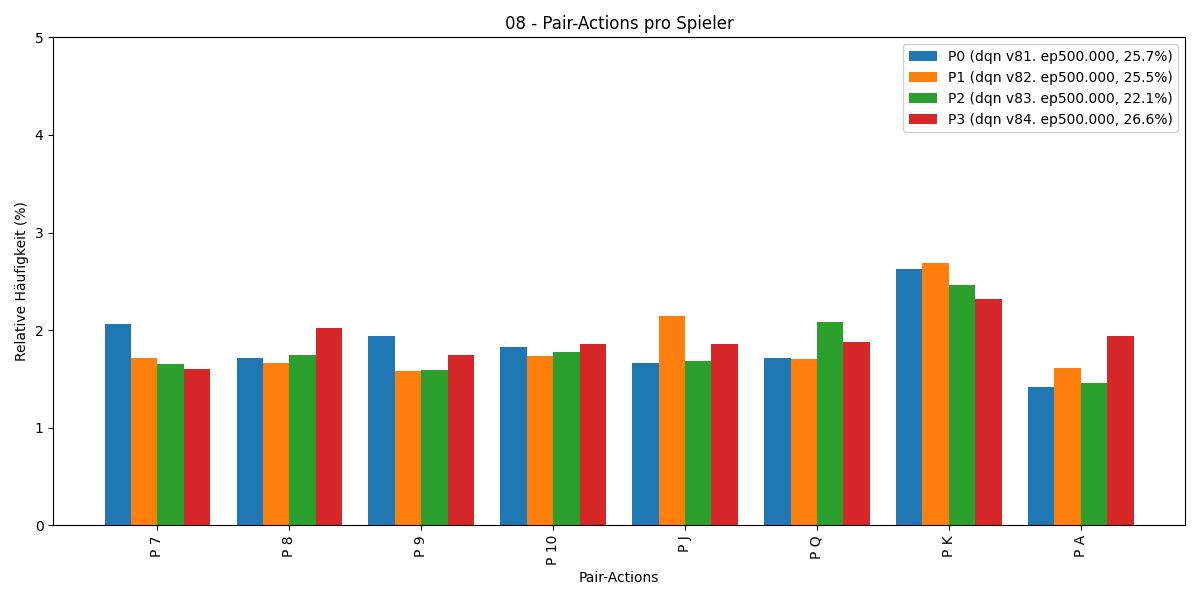 08 - Pair-Actions pro Spieler
P0 (dqn v81. ep500.000, 25.7%)
P1 (dqn v82. ep500.000, 25.5%)
P2 (dqn v83. ep500.000, 22.1%)
P3 (dqn v84. ep500.000, 26.6%)
Relative Häufigkeit (%)
5
4
3
2
1
0
P 7
P 8
P 9
P 10
P J
P Q
P K
P A
Pair-Actions